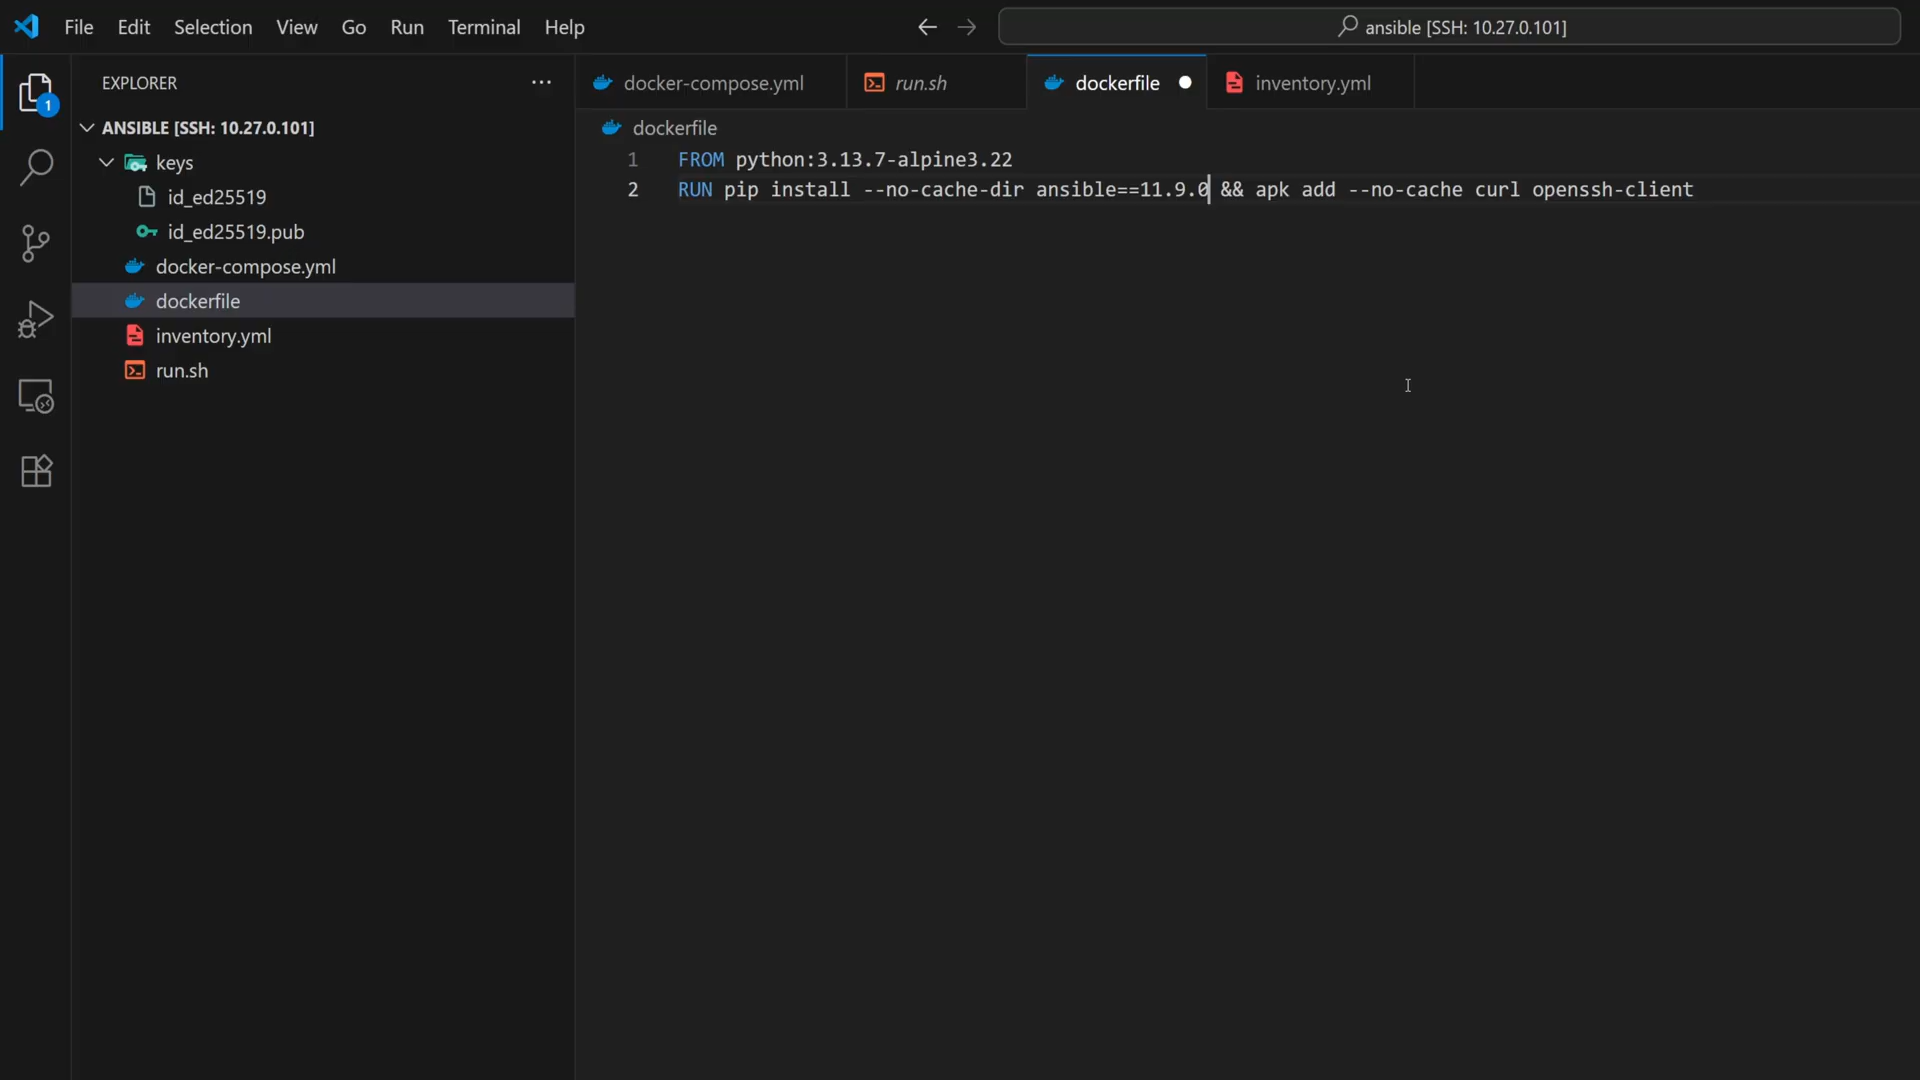 File Edit Selection View Go Run Terminal Help
ansible [SSH: 10.27.0.101]
EXPLORER
1
ANSIBLE [SSH: 10.27.0.101]
keys
id_ed25519
id_ed25519.pub
docker-compose.yml
dockerfile
inventory.yml
run.sh
docker-compose.yml run.sh dockerfile inventory.yml
dockerfile
1 FROM python:3.13.7-alpine3.22
2 RUN pip install --no-cache-dir ansible==11.9.0 && apk add --no-cache curl openssh-client